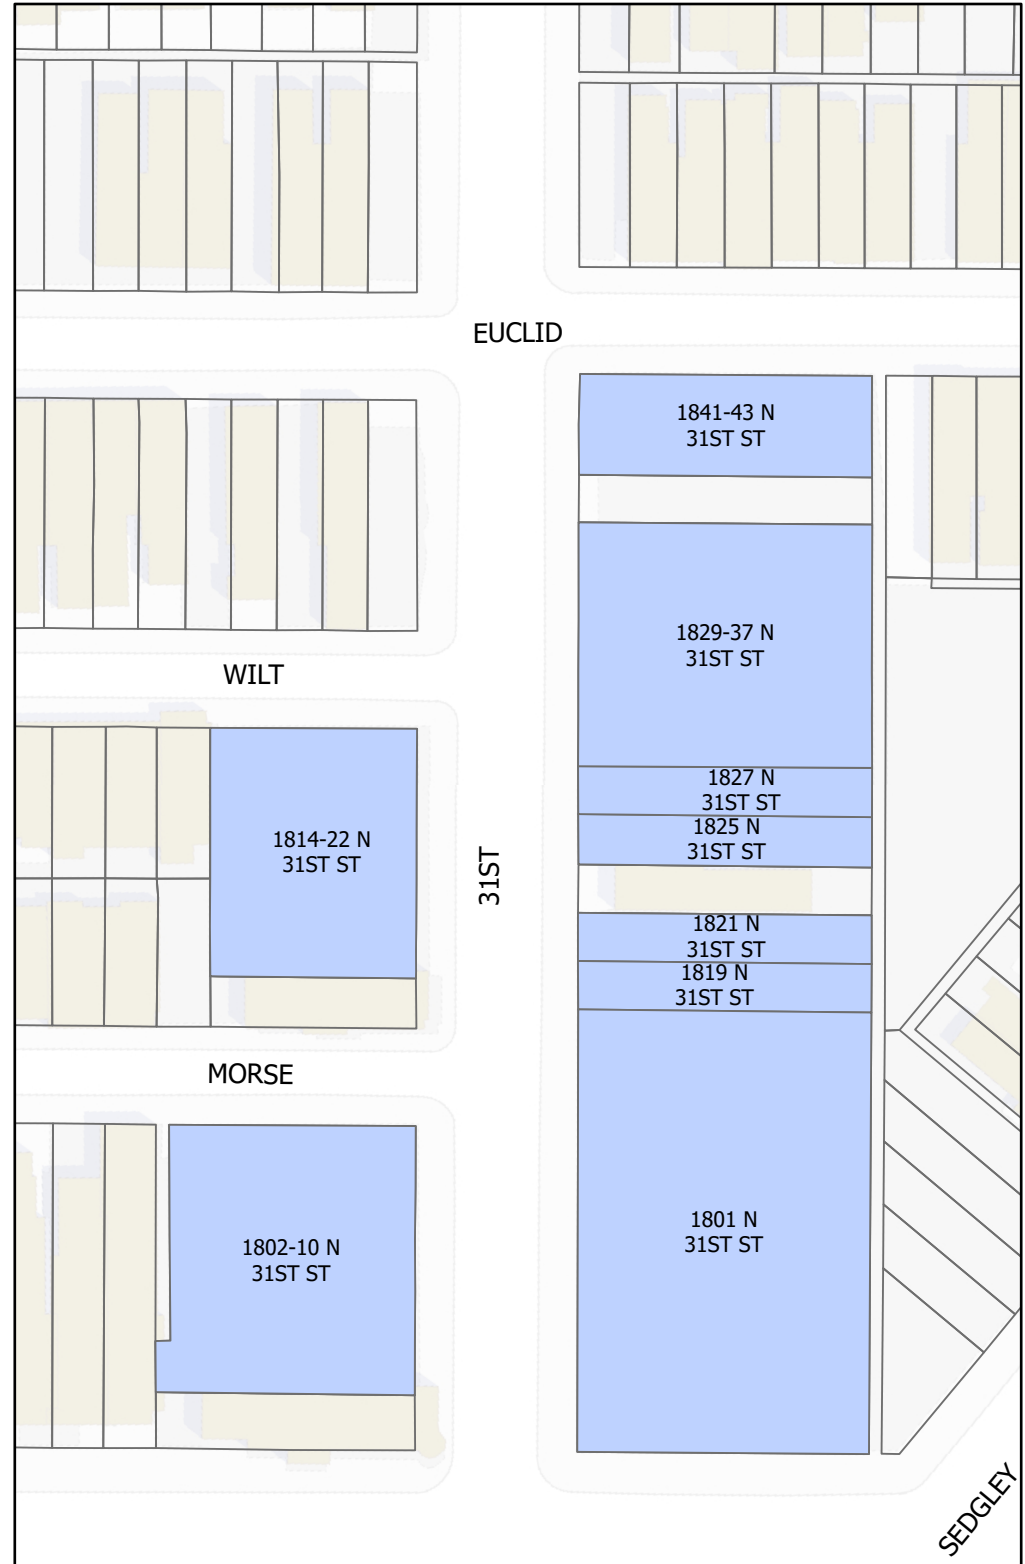 EUCLID
1841-43 N
31ST ST
1829-37 N
31ST ST
WILT
1827 N
31ST ST
1825 N
31ST ST
1814-22 N
31ST ST
31ST
1821 N
31ST ST
1819 N
31ST ST
MORSE
1801 N
31ST ST
1802-10 N
31ST ST
SEDGLEY